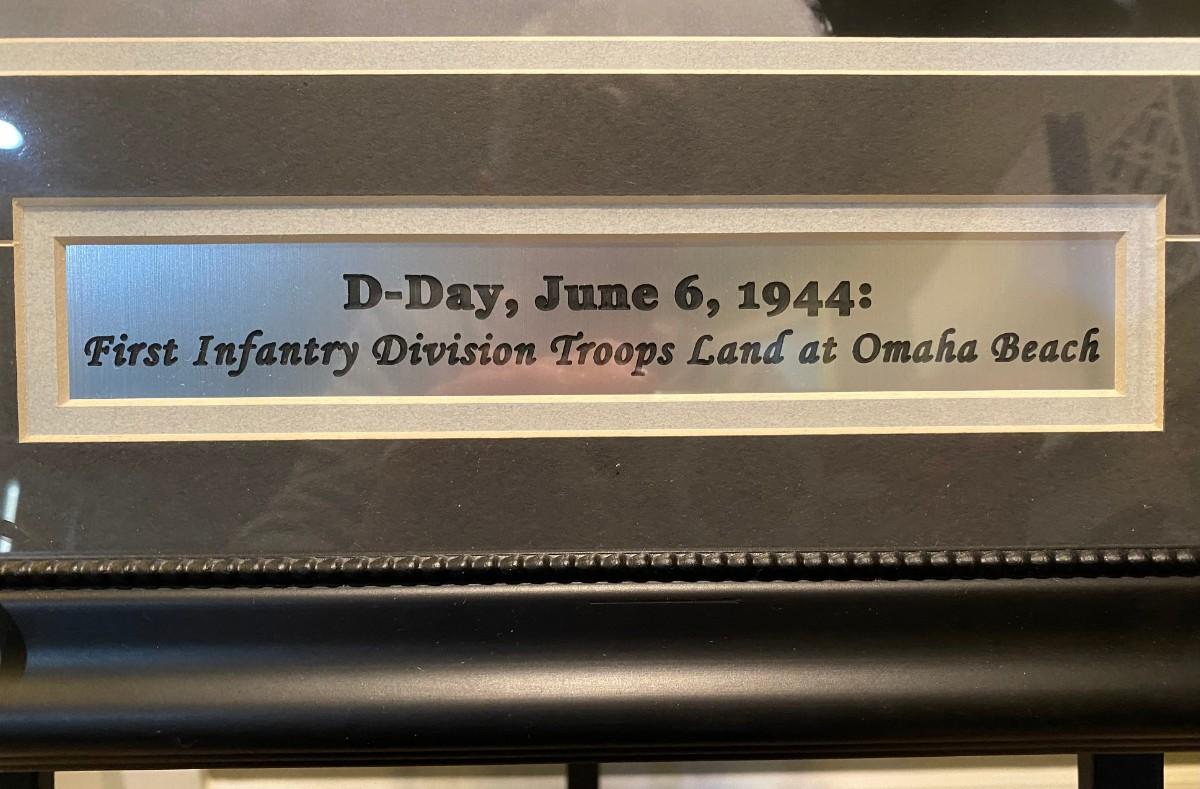 D-Day, June 6, 1944:
First Infantry Division Troops Land at Omaha Beach